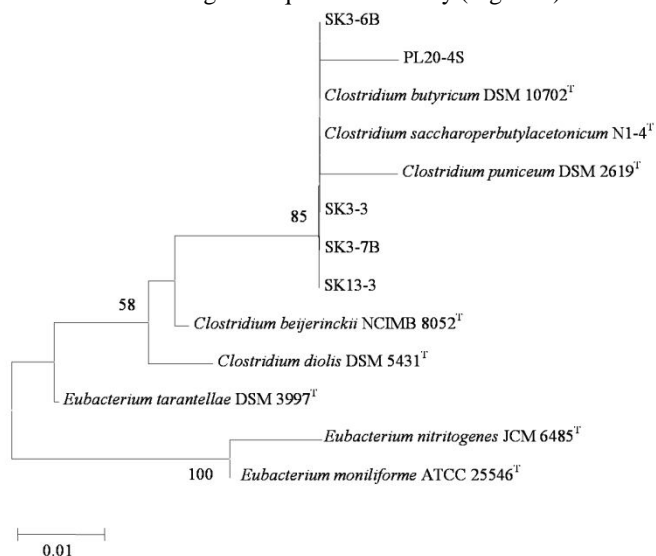 SK3-6B
PL20-4S
Clostridium butyricum DSM 10702ᵀ
Clostridium saccharoperbutylacetonicum N1-4ᵀ
Clostridium puniceum DSM 2619ᵀ
85
SK3-3
SK3-7B
SK13-3
58
Clostridium beijerinckii NCIMB 8052ᵀ
Clostridium diolis DSM 5431ᵀ
Eubacterium tarantellae DSM 3997ᵀ
Eubacterium nitritogenes JCM 6485ᵀ
100
Eubacterium moniliforme ATCC 25546ᵀ
0.01